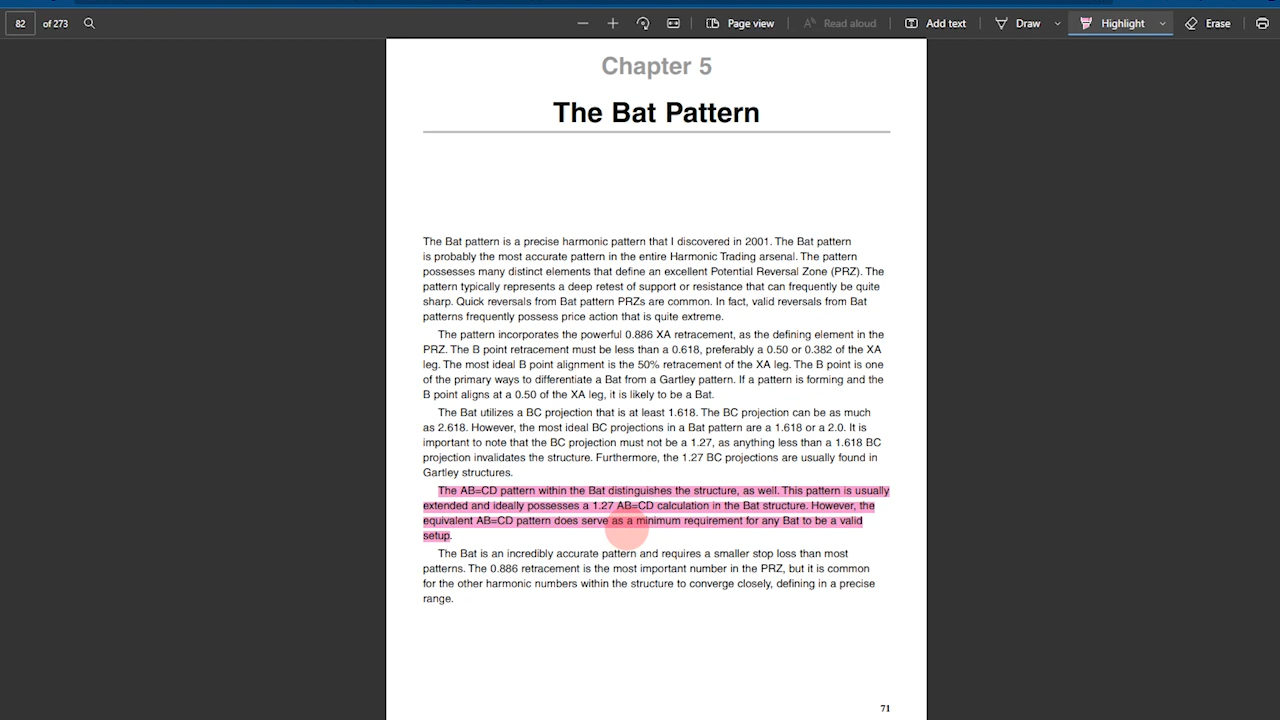 82 of 273 Page view Read aloud Add text Draw Highlight Erase
Chapter 5
The Bat Pattern
The Bat pattern is a precise harmonic pattern that I discovered in 2001. The Bat pattern
is probably the most accurate pattern in the entire Harmonic Trading arsenal. The pattern
possesses many distinct elements that define an excellent Potential Reversal Zone (PRZ). The
pattern typically represents a deep retest of support or resistance that can frequently be quite
sharp. Quick reversals from Bat pattern PRZs are common. In fact, valid reversals from Bat
patterns frequently possess price action that is quite extreme.
The pattern incorporates the powerful 0.886 XA retracement, as the defining element in the
PRZ. The B point retracement must be less than a 0.618, preferably a 0.50 or 0.382 of the XA
leg. The most ideal B point alignment is the 50% retracement of the XA leg. The B point is one
of the primary ways to differentiate a Bat from a Gartley pattern. If a pattern is forming and the
B point aligns at a 0.50 of the XA leg, it is likely to be a Bat.
The Bat utilizes a BC projection that is at least 1.618. The BC projection can be as much
as 2.618. However, the most ideal BC projections in a Bat pattern are a 1.618 or a 2.0. It is
important to note that the BC projection must not be a 1.27, as anything less than a 1.618 BC
projection invalidates the structure. Furthermore, the 1.27 BC projections are usually found in
Gartley structures.
The AB=CD pattern within the Bat distinguishes the structure, as well. This pattern is usually
extended and ideally possesses a 1.27 AB=CD calculation in the Bat structure. However, the
equivalent AB=CD pattern does serve as a minimum requirement for any Bat to be a valid
setup.
The Bat is an incredibly accurate pattern and requires a smaller stop loss than most
patterns. The 0.886 retracement is the most important number in the PRZ, but it is common
for the other harmonic numbers within the structure to converge closely, defining in a precise
range.
71